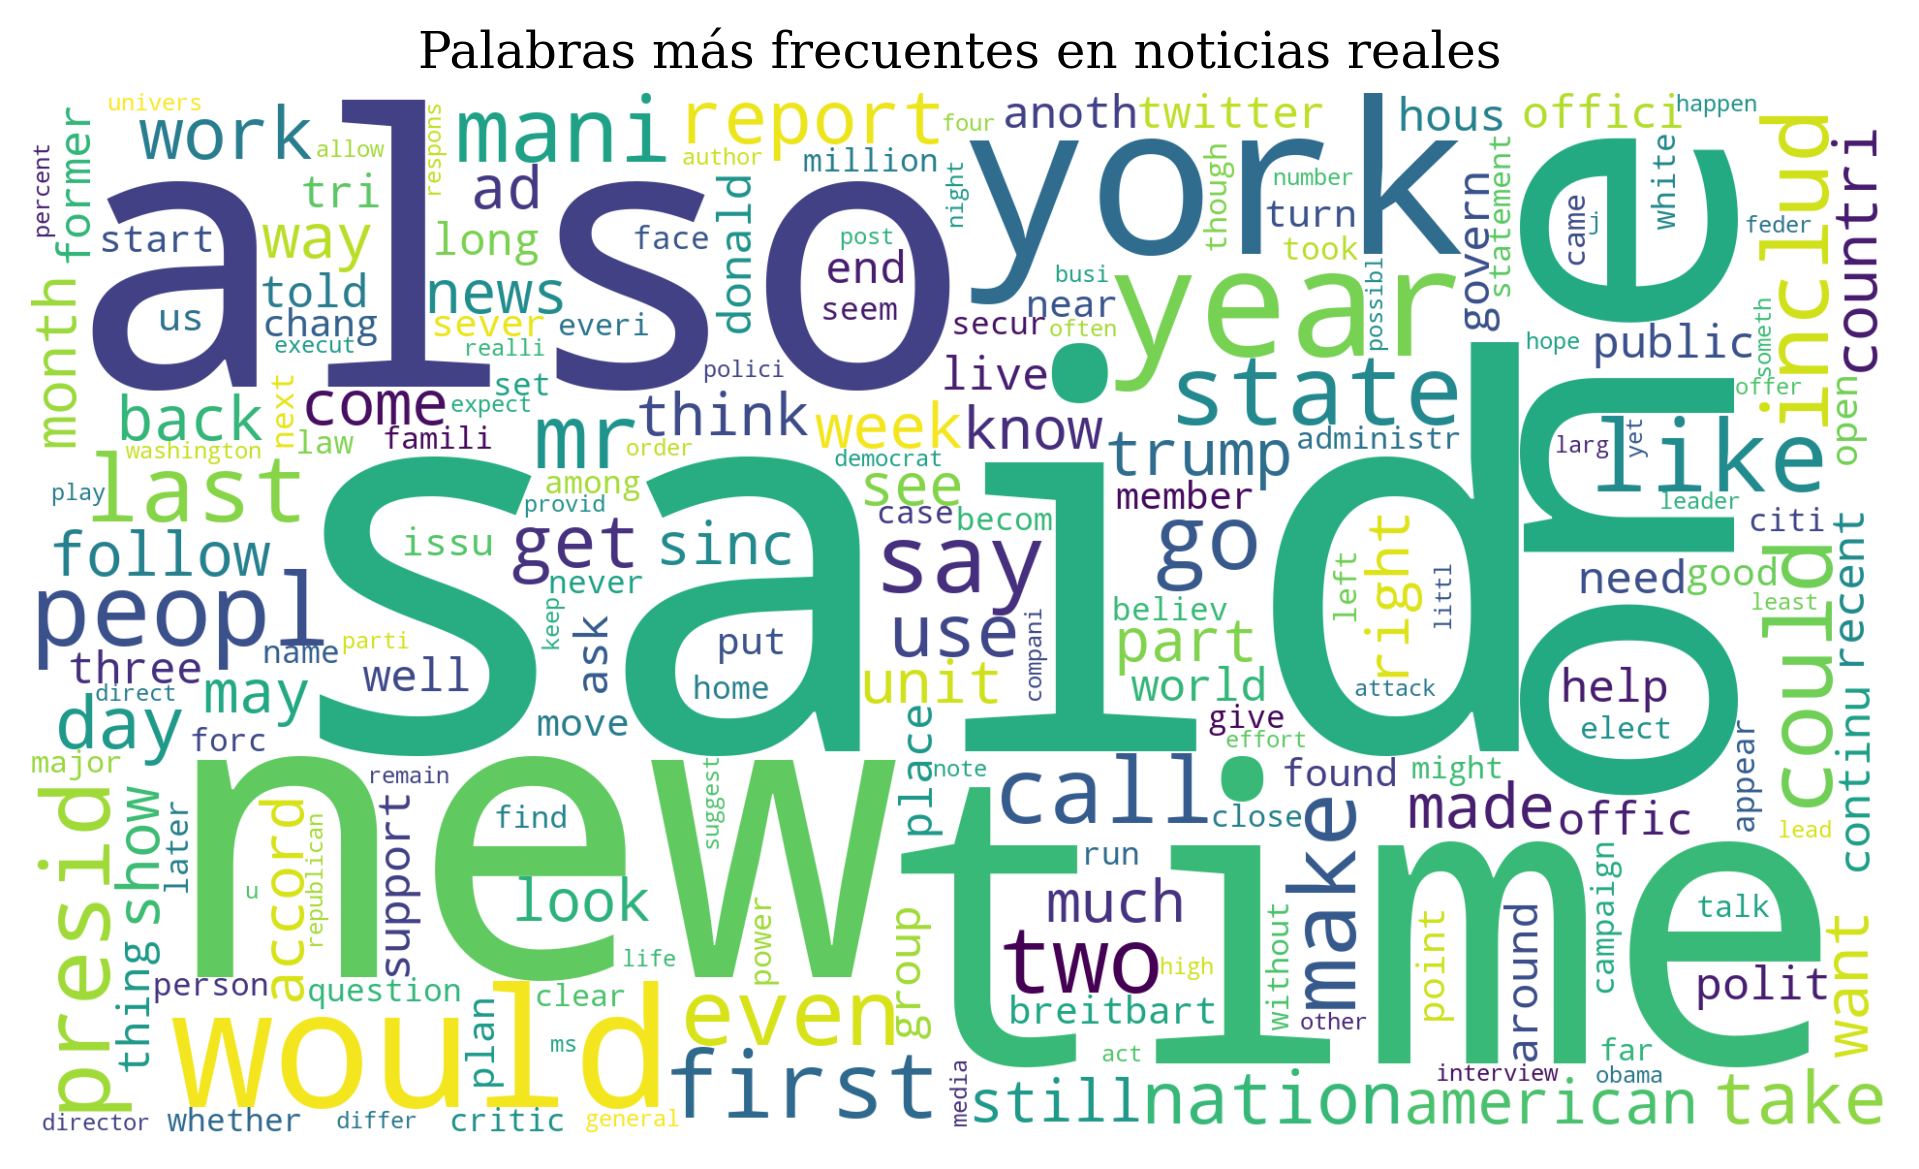 Palabras más frecuentes en noticias reales
univers
work
mani
report
four
anoth
twitter
hous
offici
happen
includ
countri
percent
former
allow
respons
author
million
night
york
though
number
statement
white
one
tri
ad
donald
also
turn
govern
came
j
feder
start
way
long
face
post
took
told
news
end
busi
year
possibl
us
chang
sever
everi
seem
secur
near
often
month
execut
realli
polici
live
hope
public
someth
offer
next
come
set
expect
think
week
know
state
open
back
law
famili
mr
order
democrat
trump
administr
larg
yet
like
washington
last
among
see
member
leader
play
said
provid
case
becom
citi
follow
issu
get
sinc
say
go
left
right
littl
need
good
could
recent
peopl
never
keep
ask
use
believ
least
three
name
parti
well
put
compani
part
help
day
direct
may
home
unit
world
attack
elect
continu
forc
move
place
give
effort
major
remain
suggest
note
call
found
might
appear
presid
show
later
accord
support
find
close
made
offic
lead
new
time
make
run
u
republican
look
power
group
much
without
point
around
campaign
talk
want
thing
life
two
high
person
question
plan
clear
even
breitbart
other
polit
would
ms
first
act
far
interview
obama
director
whether
differ
critic
general
media
still
nation
american
take